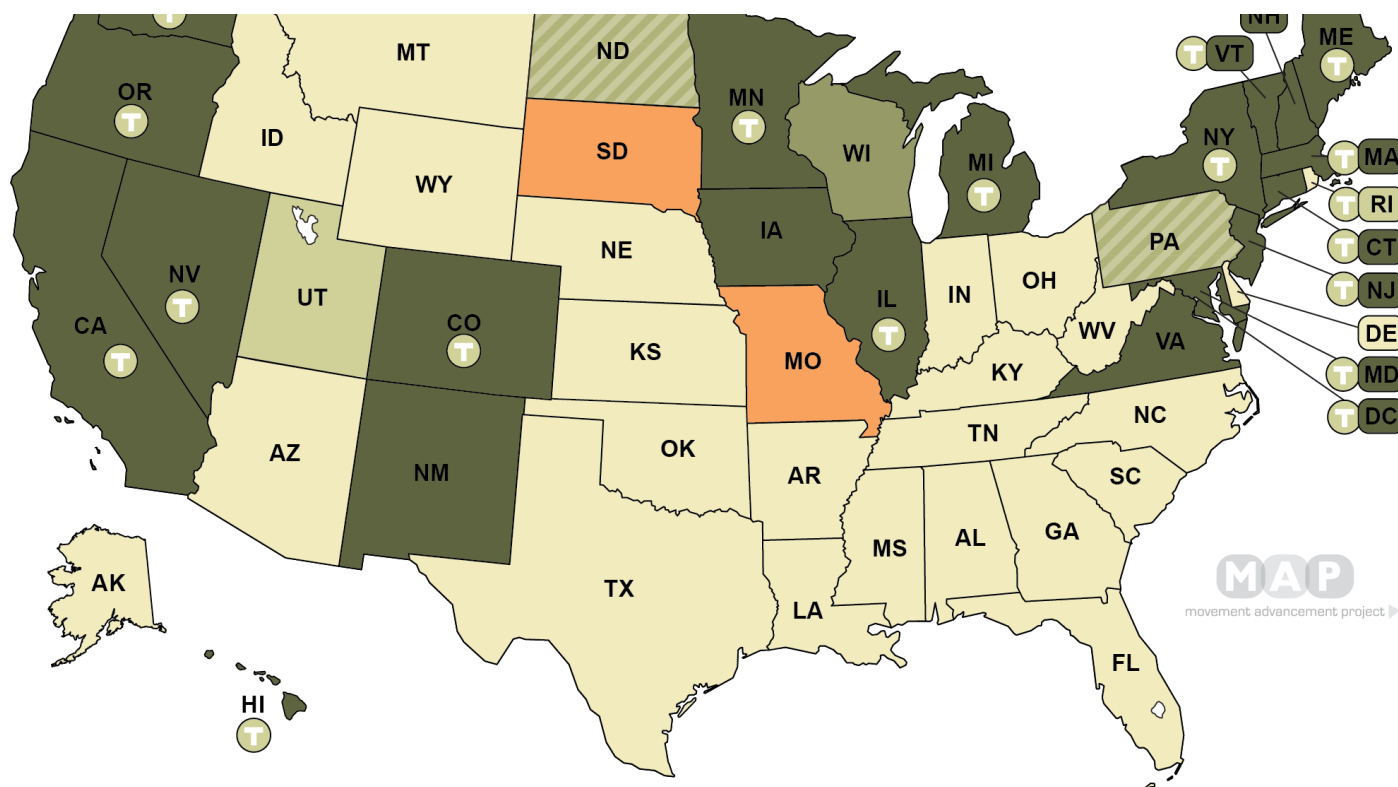 NH
T
ME
T
VT
MT
ND
T
OR
T
MN
T
NY
T
ID
SD
WI
MI
T
T
MA
WY
T
RI
IA
PA
T
CT
NE
NV
T
UT
CO
T
IL
T
IN
OH
T
NJ
CA
T
WV
DE
VA
MO
KS
KY
T
MD
NC
T
DC
TN
AZ
OK
NM
AR
SC
GA
AL
MS
AK
TX
MAP
LA
movement advancement project
FL
HI
T